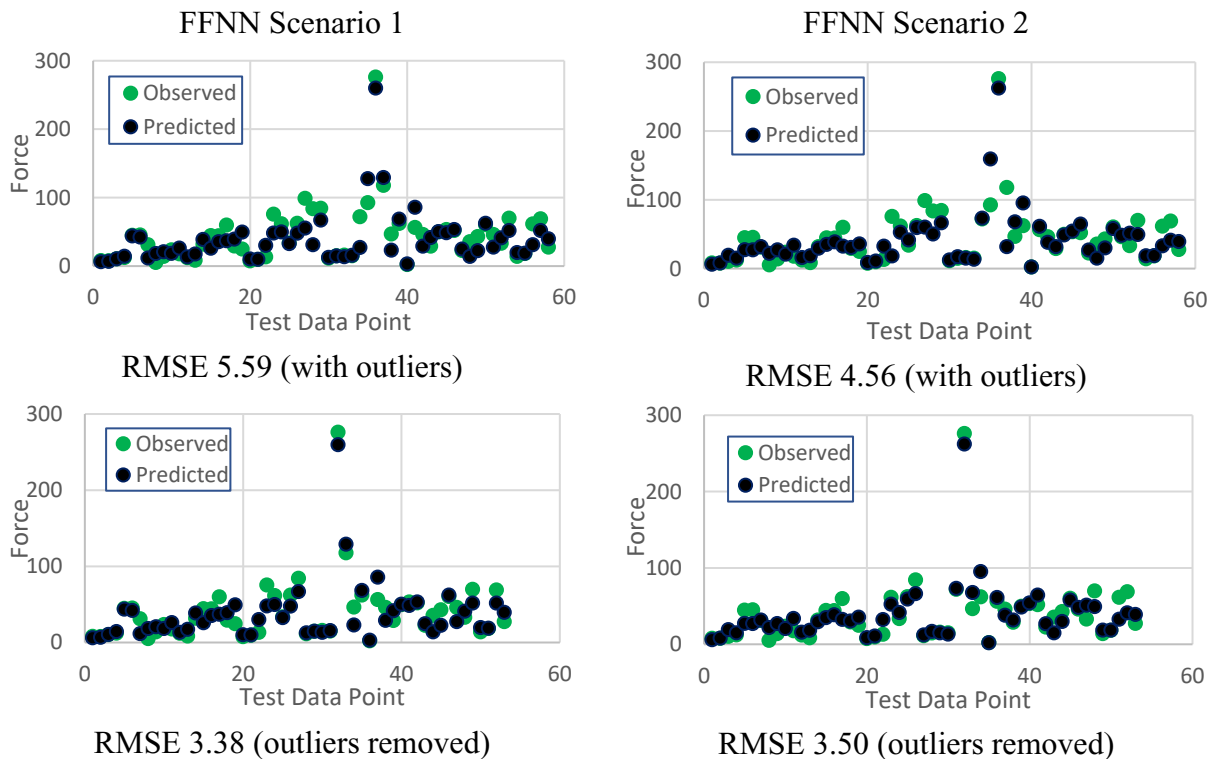 FFNN Scenario 1
300
200
100
0
0
20
40
60
Force
Test Data Point
Observed
Predicted
RMSE 5.59 (with outliers)
FFNN Scenario 2
300
200
100
0
0
20
40
60
Force
Test Data Point
Observed
Predicted
RMSE 4.56 (with outliers)
300
200
100
0
0
20
40
60
Force
Test Data Point
Observed
Predicted
RMSE 3.38 (outliers removed)
300
200
100
0
0
20
40
60
Force
Test Data Point
Observed
Predicted
RMSE 3.50 (outliers removed)